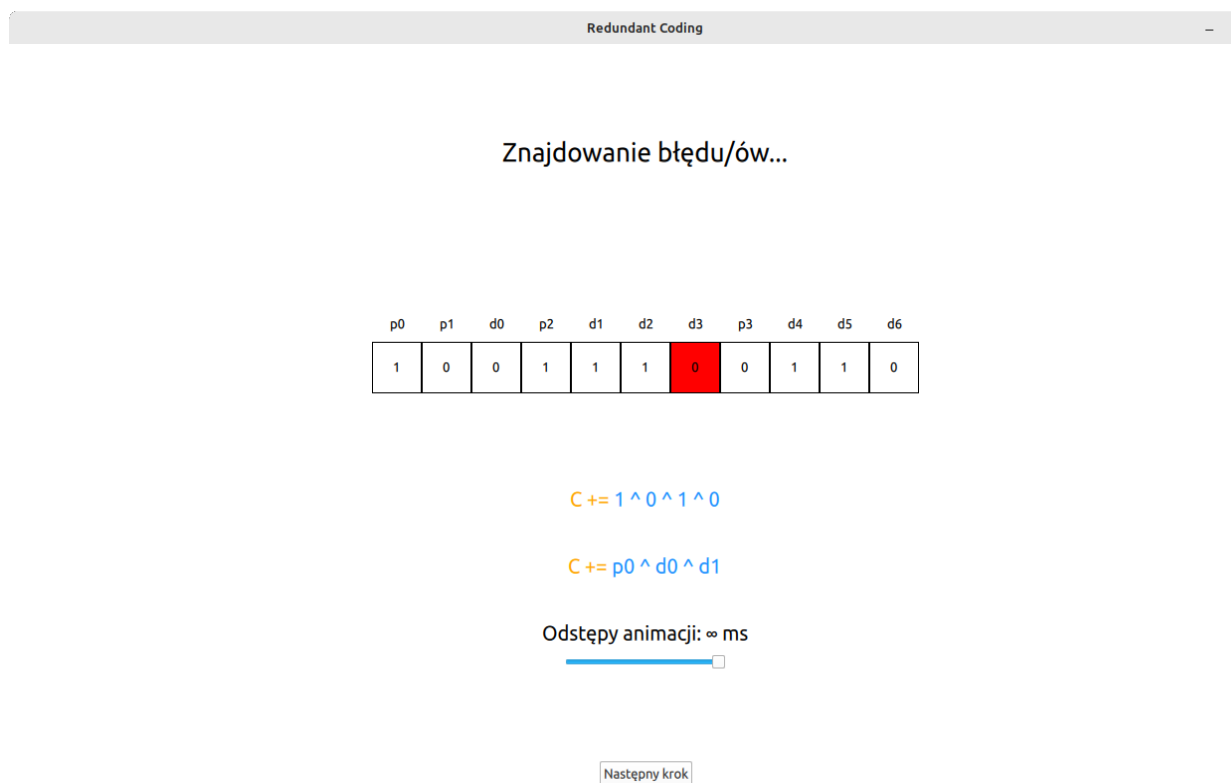 Redundant Coding
Znajdowanie błędu/ów...
p0 p1 d0 p2 d1 d2 d3 p3 d4 d5 d6
1 0 0 1 1 1 0 0 1 1 0
C += 1 ^ 0 ^ 1 ^ 0
C += p0 ^ d0 ^ d1
Odstępy animacji: ∞ ms
Następny krok